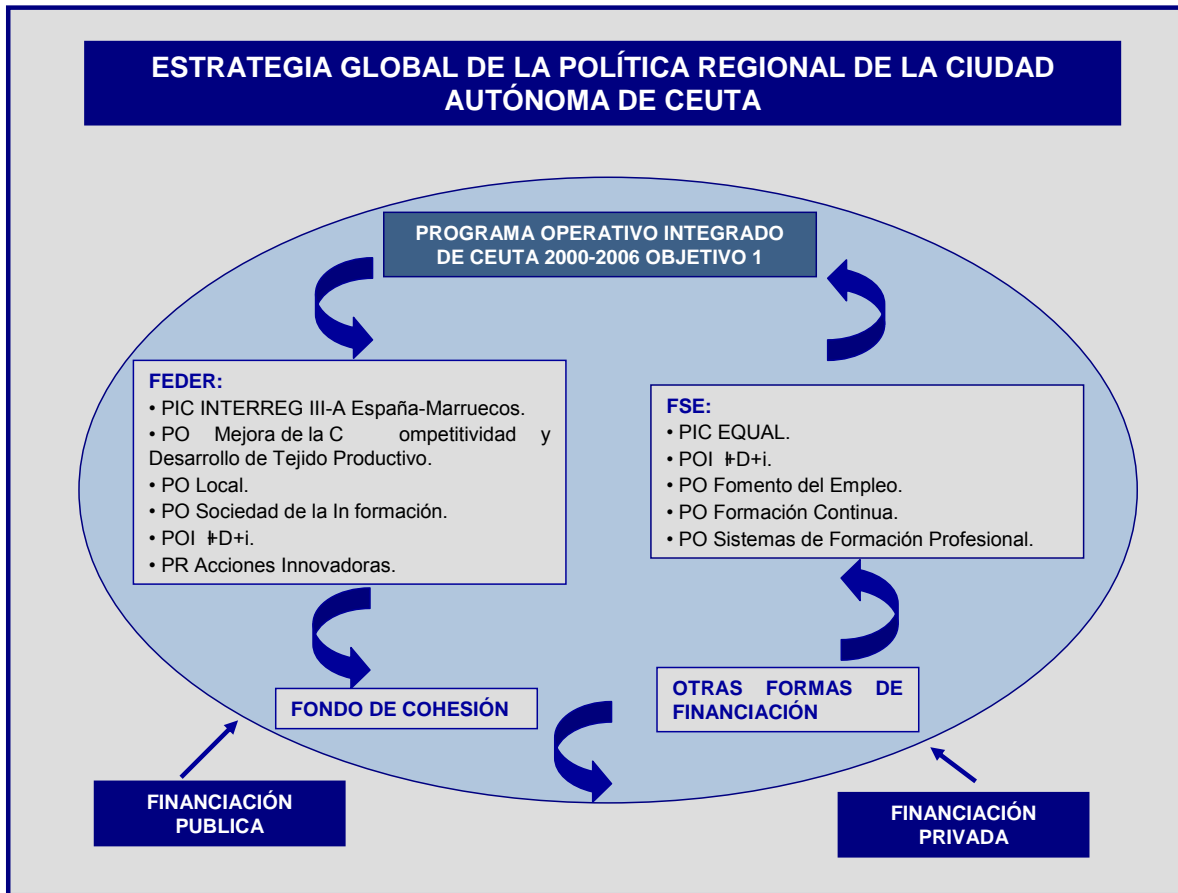 ESTRATEGIA GLOBAL DE LA POLÍTICA REGIONAL DE LA CIUDAD
AUTÓNOMA DE CEUTA
PROGRAMA OPERATIVO INTEGRADO
DE CEUTA 2000-2006 OBJETIVO 1
FEDER:
• PIC INTERREG III-A España-Marruecos.
• PO Mejora de la C ompetitividad y
Desarrollo de Tejido Productivo.
• PO Local.
• PO Sociedad de la In formación.
• POI I+D+i.
• PR Acciones Innovadoras.
FSE:
• PIC EQUAL.
• POI I+D+i.
• PO Fomento del Empleo.
• PO Formación Continua.
• PO Sistemas de Formación Profesional.
FONDO DE COHESIÓN
OTRAS FORMAS DE
FINANCIACIÓN
FINANCIACIÓN
PUBLICA
FINANCIACIÓN
PRIVADA